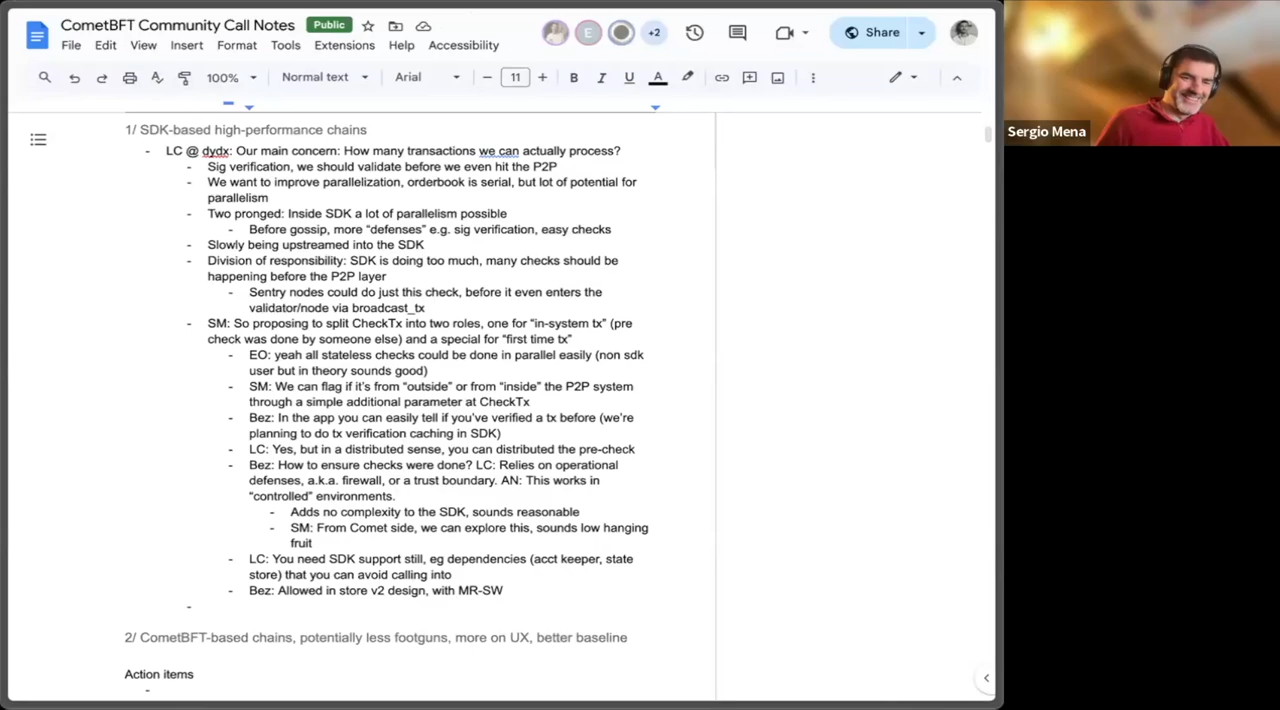 CometBFT Community Call Notes Public
File Edit View Insert Format Tools Extensions Help Accessibility
E +2 Share
100% Normal text Arial 11 B I U A
1/ SDK-based high-performance chains
- LC @ dydx: Our main concern: How many transactions we can actually process?
- Sig verification, we should validate before we even hit the P2P
- We want to improve parallelization, orderbook is serial, but lot of potential for
parallelism
- Two pronged: Inside SDK a lot of parallelism possible
- Before gossip, more “defenses” e.g. sig verification, easy checks
- Slowly being upstreamed into the SDK
- Division of responsibility: SDK is doing too much, many checks should be
happening before the P2P layer
- Sentry nodes could do just this check, before it even enters the
validator/node via broadcast_tx
- SM: So proposing to split CheckTx into two roles, one for “in-system tx” (pre
check was done by someone else) and a special for “first time tx”
- EO: yeah all stateless checks could be done in parallel easily (non sdk
user but in theory sounds good)
- SM: We can flag if it’s from “outside” or from “inside” the P2P system
through a simple additional parameter at CheckTx
- Bez: In the app you can easily tell if you’ve verified a tx before (we’re
planning to do tx verification caching in SDK)
- LC: Yes, but in a distributed sense, you can distributed the pre-check
- Bez: How to ensure checks were done? LC: Relies on operational
defenses, a.k.a. firewall, or a trust boundary. AN: This works in
“controlled” environments.
- Adds no complexity to the SDK, sounds reasonable
- SM: From Comet side, we can explore this, sounds low hanging
fruit
- LC: You need SDK support still, eg dependencies (acct keeper, state
store) that you can avoid calling into
- Bez: Allowed in store v2 design, with MR-SW
-
2/ CometBFT-based chains, potentially less footguns, more on UX, better baseline
Action items
-
Sergio Mena